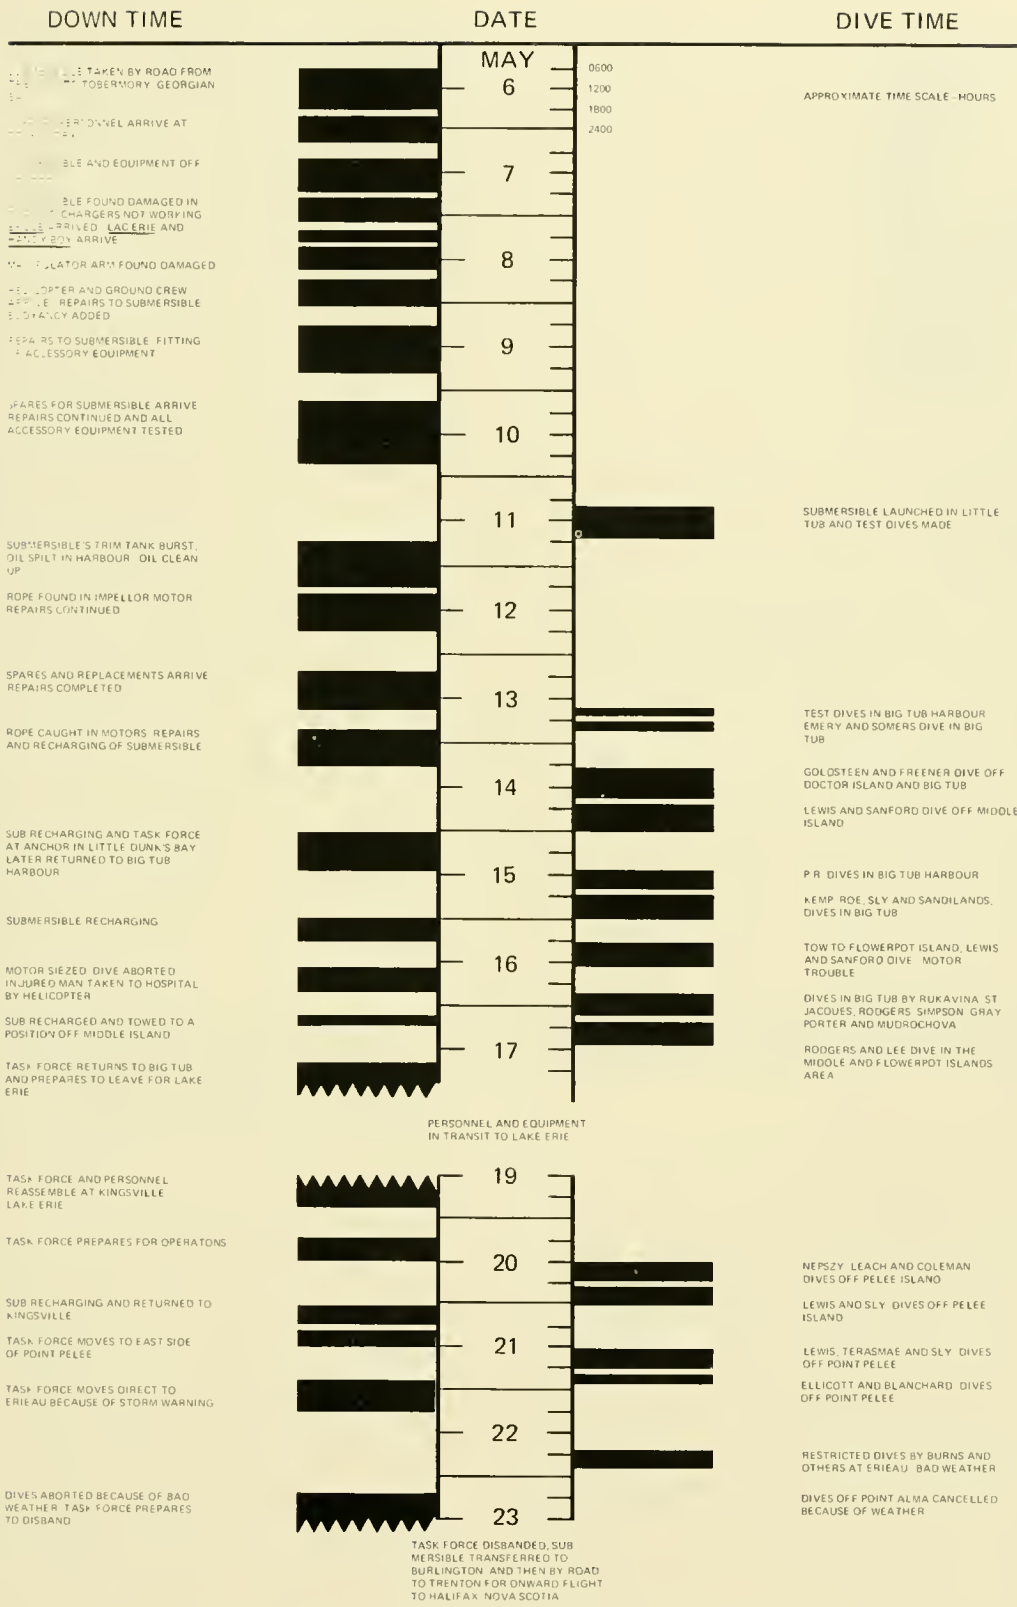 DOWN TIME
DATE
DIVE TIME
TAKEN BY ROAD FROM
TOBERMORY GEORGIAN
ARRIVE AT
AND EQUIPMENT OFF
FOUND DAMAGED IN
CHARGERS NOT WORKING
ARRIVED LAC ERIE AND
HANDY BOY ARRIVE
ARM FOUND DAMAGED
AND GROUND CREW
REPAIRS TO SUBMERSIBLE
BUOYANCY ADDED
REPAIRS TO SUBMERSIBLE FITTING
ACCESSORY EQUIPMENT
SPARES FOR SUBMERSIBLE ARRIVE
REPAIRS CONTINUED AND ALL
ACCESSORY EQUIPMENT TESTED
SUBMERSIBLE'S TRIM TANK BURST,
OIL SPILT IN HARBOUR OIL CLEAN
UP
ROPE FOUND IN IMPELLOR MOTOR
REPAIRS CONTINUED
SPARES AND REPLACEMENTS ARRIVE
REPAIRS COMPLETED
ROPE CAUGHT IN MOTORS REPAIRS
AND RECHARGING OF SUBMERSIBLE
SUB RECHARGING AND TASK FORCE
AT ANCHOR IN LITTLE DUNK'S BAY
LATER RETURNED TO BIG TUB
HARBOUR
SUBMERSIBLE RECHARGING
MOTOR SIEZED DIVE ABORTED
INJURED MAN TAKEN TO HOSPITAL
BY HELICOPTER
SUB RECHARGED AND TOWED TO A
POSITION OFF MIDDLE ISLAND
TASK FORCE RETURNS TO BIG TUB
AND PREPARES TO LEAVE FOR LAKE
ERIE
TASK FORCE AND PERSONNEL
REASSEMBLE AT KINGSVILLE
LAKE ERIE
TASK FORCE PREPARES FOR OPERATONS
SUB RECHARGING AND RETURNED TO
KINGSVILLE
TASK FORCE MOVES TO EAST SIDE
OF POINT PELEE
TASK FORCE MOVES DIRECT TO
ERIEAU BECAUSE OF STORM WARNING
DIVES ABORTED BECAUSE OF BAD
WEATHER TASK FORCE PREPARES
TO DISBAND
MAY
6
7
8
9
10
11
12
13
14
15
16
17
PERSONNEL AND EQUIPMENT
IN TRANSIT TO LAKE ERIE
19
20
21
22
23
TASK FORCE DISBANDED, SUB
MERSIBLE TRANSFERRED TO
BURLINGTON AND THEN BY ROAD
TO TRENTON FOR ONWARD FLIGHT
TO HALIFAX NOVA SCOTIA
0600
1200
1800
2400
APPROXIMATE TIME SCALE - HOURS
SUBMERSIBLE LAUNCHED IN LITTLE
TUB AND TEST DIVES MADE
TEST DIVES IN BIG TUB HARBOUR
EMERY AND SOMERS DIVE IN BIG
TUB
GOLDSTEEN AND FREENER DIVE OFF
DOCTOR ISLAND AND BIG TUB
LEWIS AND SANFORD DIVE OFF MIDDLE
ISLAND
P R DIVES IN BIG TUB HARBOUR
KEMP ROE, SLY AND SANDILANDS,
DIVES IN BIG TUB
TOW TO FLOWERPOT ISLAND, LEWIS
AND SANFORD DIVE MOTOR
TROUBLE
DIVES IN BIG TUB BY RUKAVINA ST
JACQUES, RODGERS SIMPSON GRAY
PORTER AND MUDROCHOVA
RODGERS AND LEE DIVE IN THE
MIDDLE AND FLOWERPOT ISLANDS
AREA
NEPSZY LEACH AND COLEMAN
DIVES OFF PELEE ISLAND
LEWIS AND SLY DIVES OFF PELEE
ISLAND
LEWIS, TERASMAE AND SLY DIVES
OFF POINT PELEE
ELLICOTT AND BLANCHARD DIVES
OFF POINT PELEE
RESTRICTED DIVES BY BURNS AND
OTHERS AT ERIEAU BAD WEATHER
DIVES OFF POINT ALMA CANCELLED
BECAUSE OF WEATHER